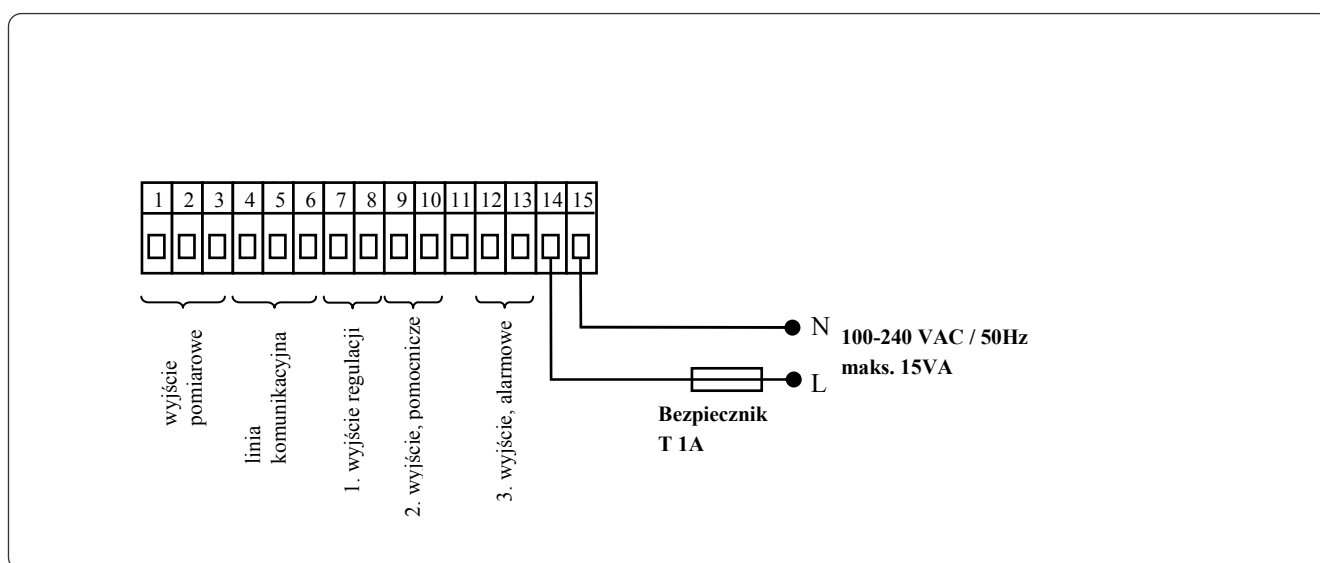 1 2 3 4 5 6 7 8 9 10 11 12 13 14 15
wyjście
pomiarowe
linia
komunikacyjna
1. wyjście regulacji
2. wyjście, pomocnicze
3. wyjście, alarmowe
N
100-240 VAC / 50Hz
maks. 15VA
L
Bezpiecznik
T 1A